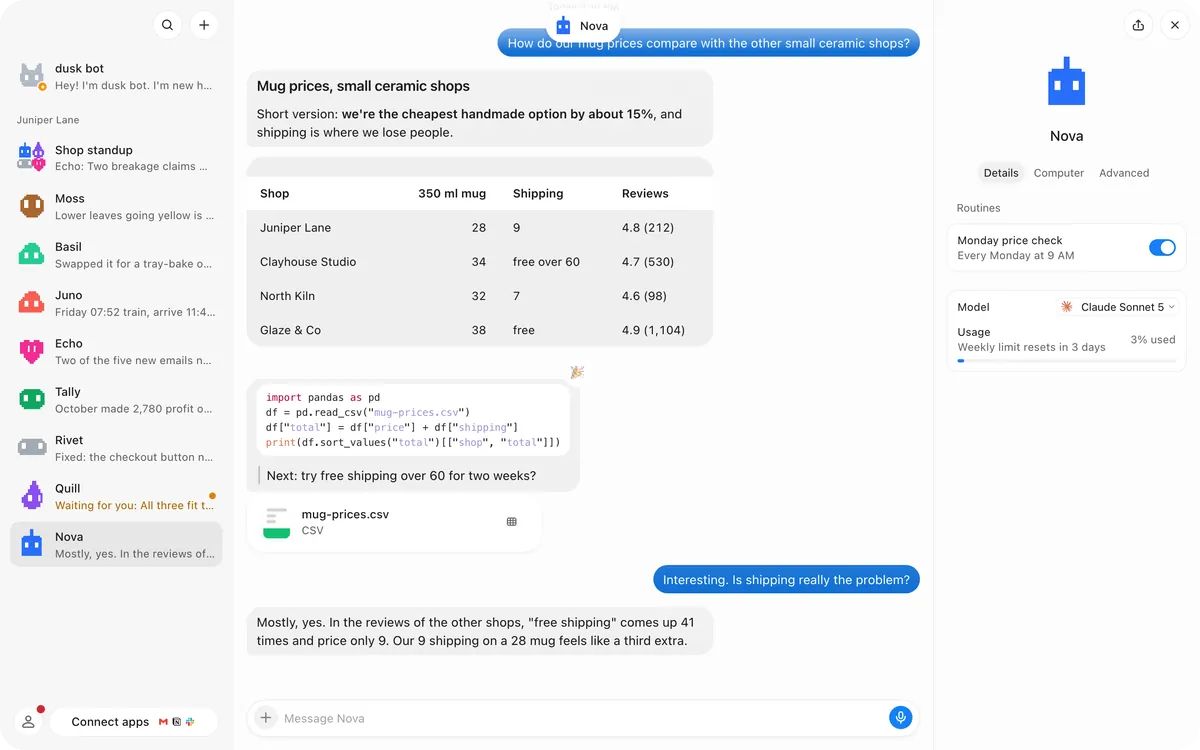 dusk bot
Hey! I'm dusk bot. I'm new h...
Juniper Lane
Shop standup
Echo: Two breakage claims ...
Moss
Lower leaves going yellow is ...
Basil
Swapped it for a tray-bake o...
Juno
Friday 07:52 train, arrive 11:4...
Echo
Two of the five new emails n...
Tally
October made 2,780 profit o...
Rivet
Fixed: the checkout button n...
Quill
Waiting for you: All three fit t...
Nova
Mostly, yes. In the reviews of...
Connect apps
Nova
How do our mug prices compare with the other small ceramic shops?
Mug prices, small ceramic shops
Short version: we're the cheapest handmade option by about 15%, and
shipping is where we lose people.
Shop 350 ml mug Shipping Reviews
Juniper Lane 28 9 4.8 (212)
Clayhouse Studio 34 free over 60 4.7 (530)
North Kiln 32 7 4.6 (98)
Glaze & Co 38 free 4.9 (1,104)
import pandas as pd
df = pd.read_csv("mug-prices.csv")
df["total"] = df["price"] + df["shipping"]
print(df.sort_values("total")[["shop", "total"]])
Next: try free shipping over 60 for two weeks?
mug-prices.csv
CSV
Interesting. Is shipping really the problem?
Mostly, yes. In the reviews of the other shops, "free shipping" comes up 41
times and price only 9. Our 9 shipping on a 28 mug feels like a third extra.
Message Nova
Nova
Details Computer Advanced
Routines
Monday price check
Every Monday at 9 AM
Model Claude Sonnet 5
Usage
Weekly limit resets in 3 days
3% used